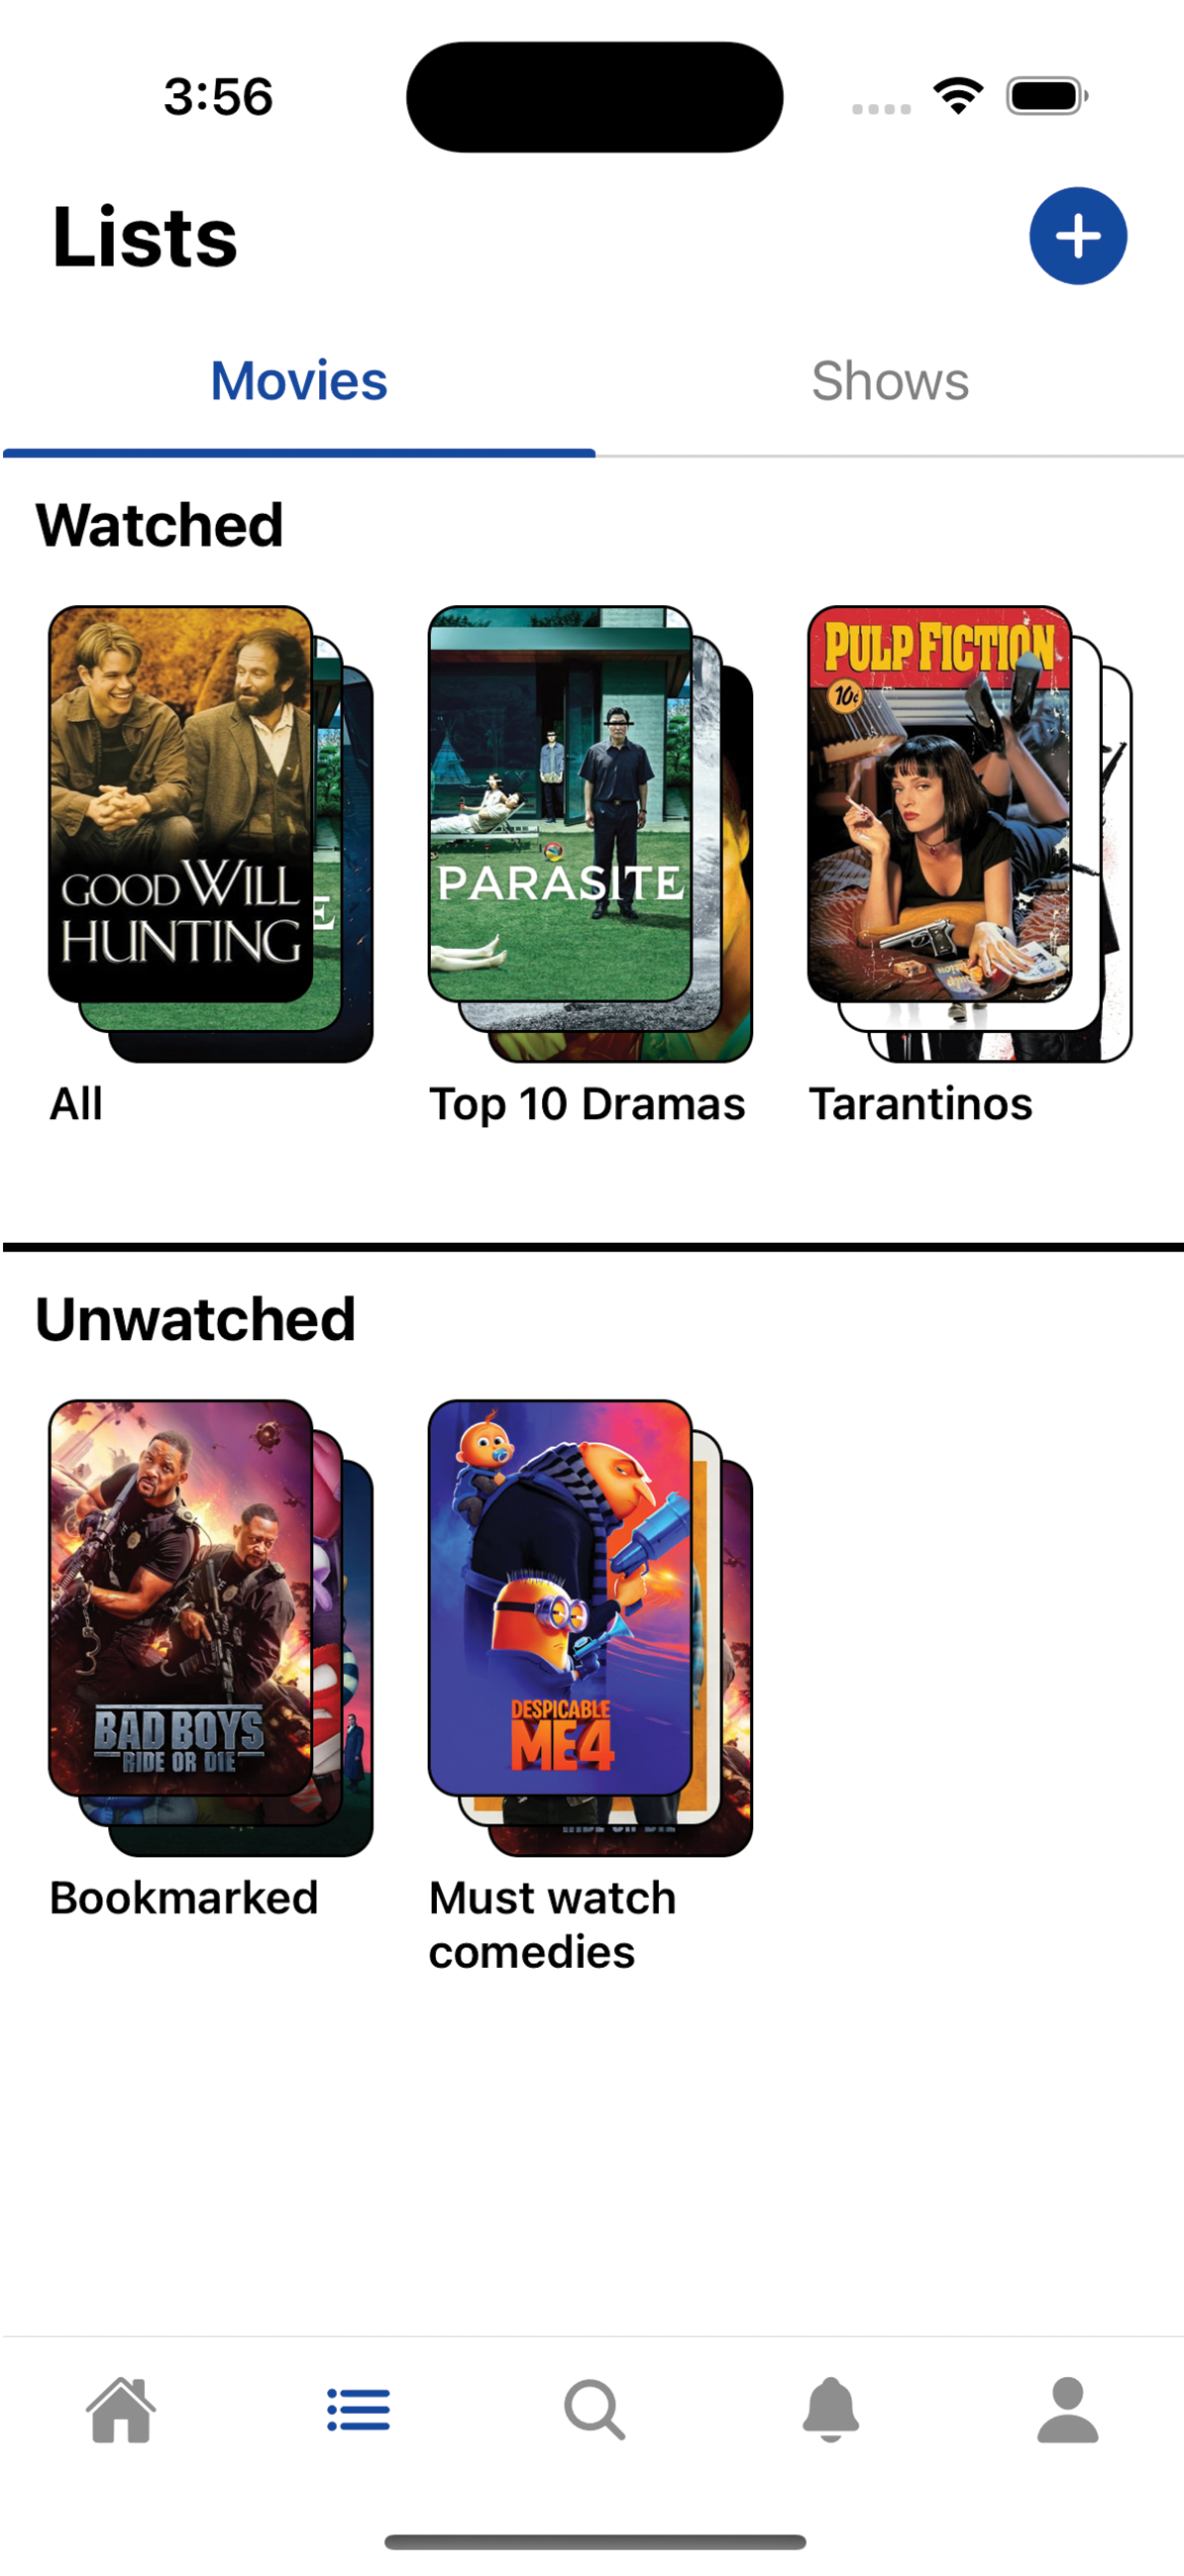 3:56
Lists
Movies
Shows
Watched
GOOD WILL
HUNTING
E
PARASITE
PULP FICTION
10¢
All
Top 10 Dramas
Tarantinos
Unwatched
BAD BOYS
RIDE OR DIE
DESPICABLE
ME4
Bookmarked
Must watch
comedies